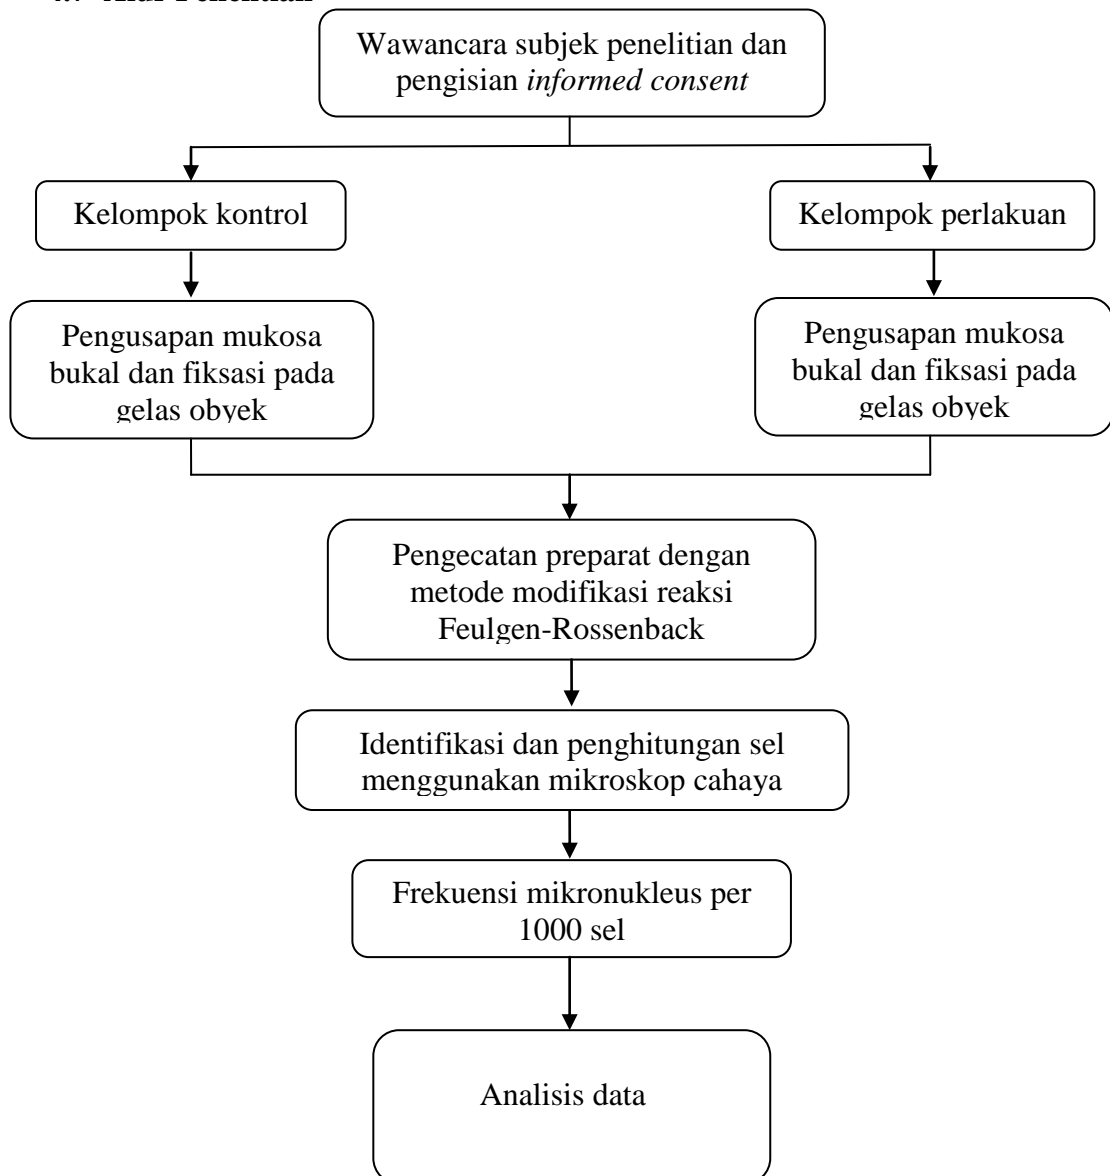 Wawancara subjek penelitian dan
pengisian informed consent
Kelompok kontrol
Kelompok perlakuan
Pengusapan mukosa
bukal dan fiksasi pada
gelas obyek
Pengusapan mukosa
bukal dan fiksasi pada
gelas obyek
Pengecatan preparat dengan
metode modifikasi reaksi
Feulgen-Rossenback
Identifikasi dan penghitungan sel
menggunakan mikroskop cahaya
Frekuensi mikronukleus per
1000 sel
Analisis data